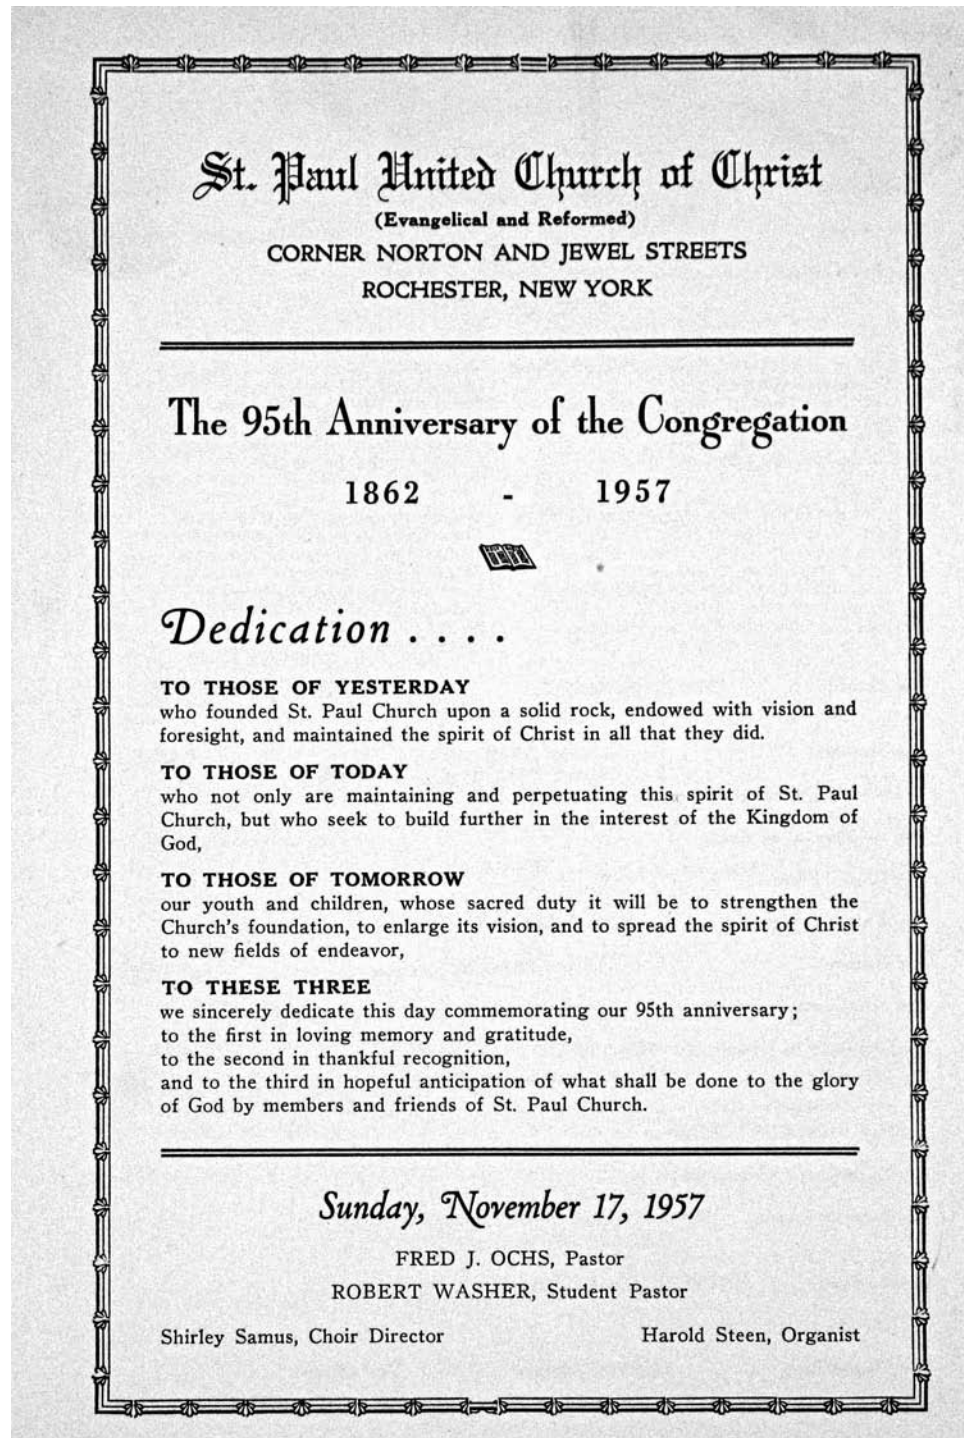 St. Paul United Church of Christ
(Evangelical and Reformed)
CORNER NORTON AND JEWEL STREETS
ROCHESTER, NEW YORK
The 95th Anniversary of the Congregation
1862 - 1957
Dedication . . . .
TO THOSE OF YESTERDAY
who founded St. Paul Church upon a solid rock, endowed with vision and
foresight, and maintained the spirit of Christ in all that they did.
TO THOSE OF TODAY
who not only are maintaining and perpetuating this spirit of St. Paul
Church, but who seek to build further in the interest of the Kingdom of
God,
TO THOSE OF TOMORROW
our youth and children, whose sacred duty it will be to strengthen the
Church's foundation, to enlarge its vision, and to spread the spirit of Christ
to new fields of endeavor,
TO THESE THREE
we sincerely dedicate this day commemorating our 95th anniversary;
to the first in loving memory and gratitude,
to the second in thankful recognition,
and to the third in hopeful anticipation of what shall be done to the glory
of God by members and friends of St. Paul Church.
Sunday, November 17, 1957
FRED J. OCHS, Pastor
ROBERT WASHER, Student Pastor
Shirley Samus, Choir Director Harold Steen, Organist